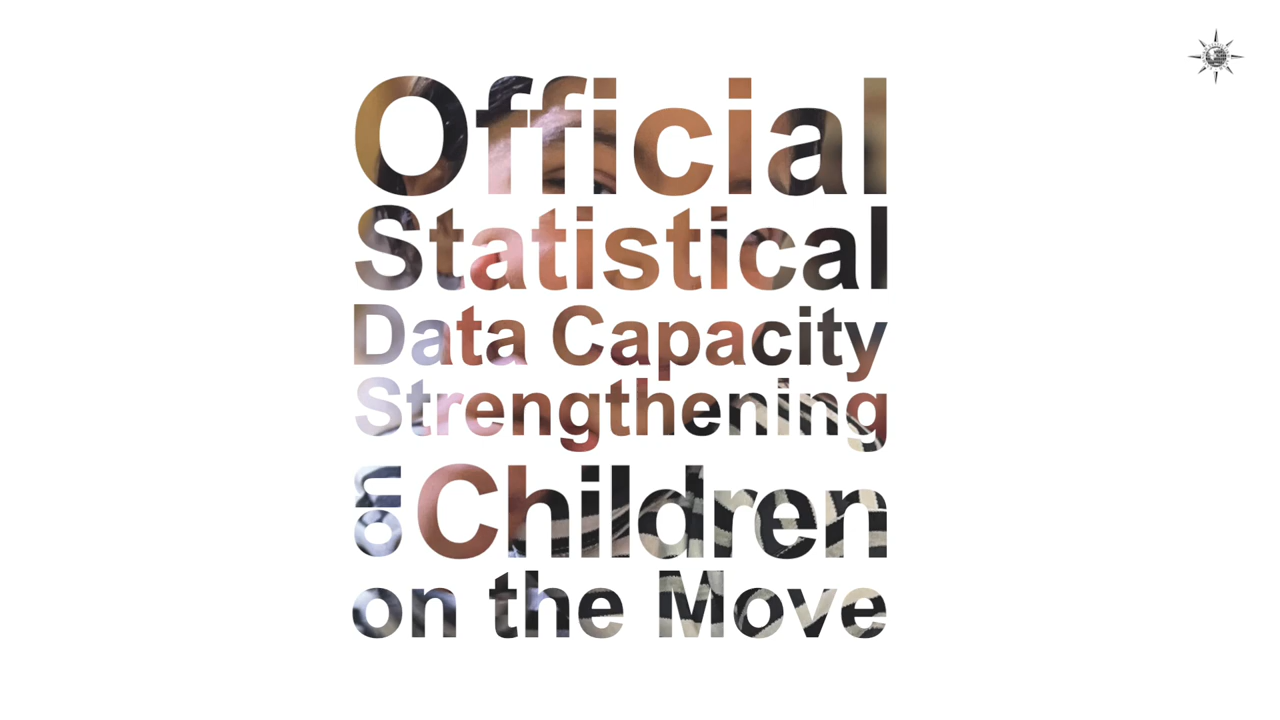 Official
Statistical
Data Capacity
Strengthening
on Children
on the Move